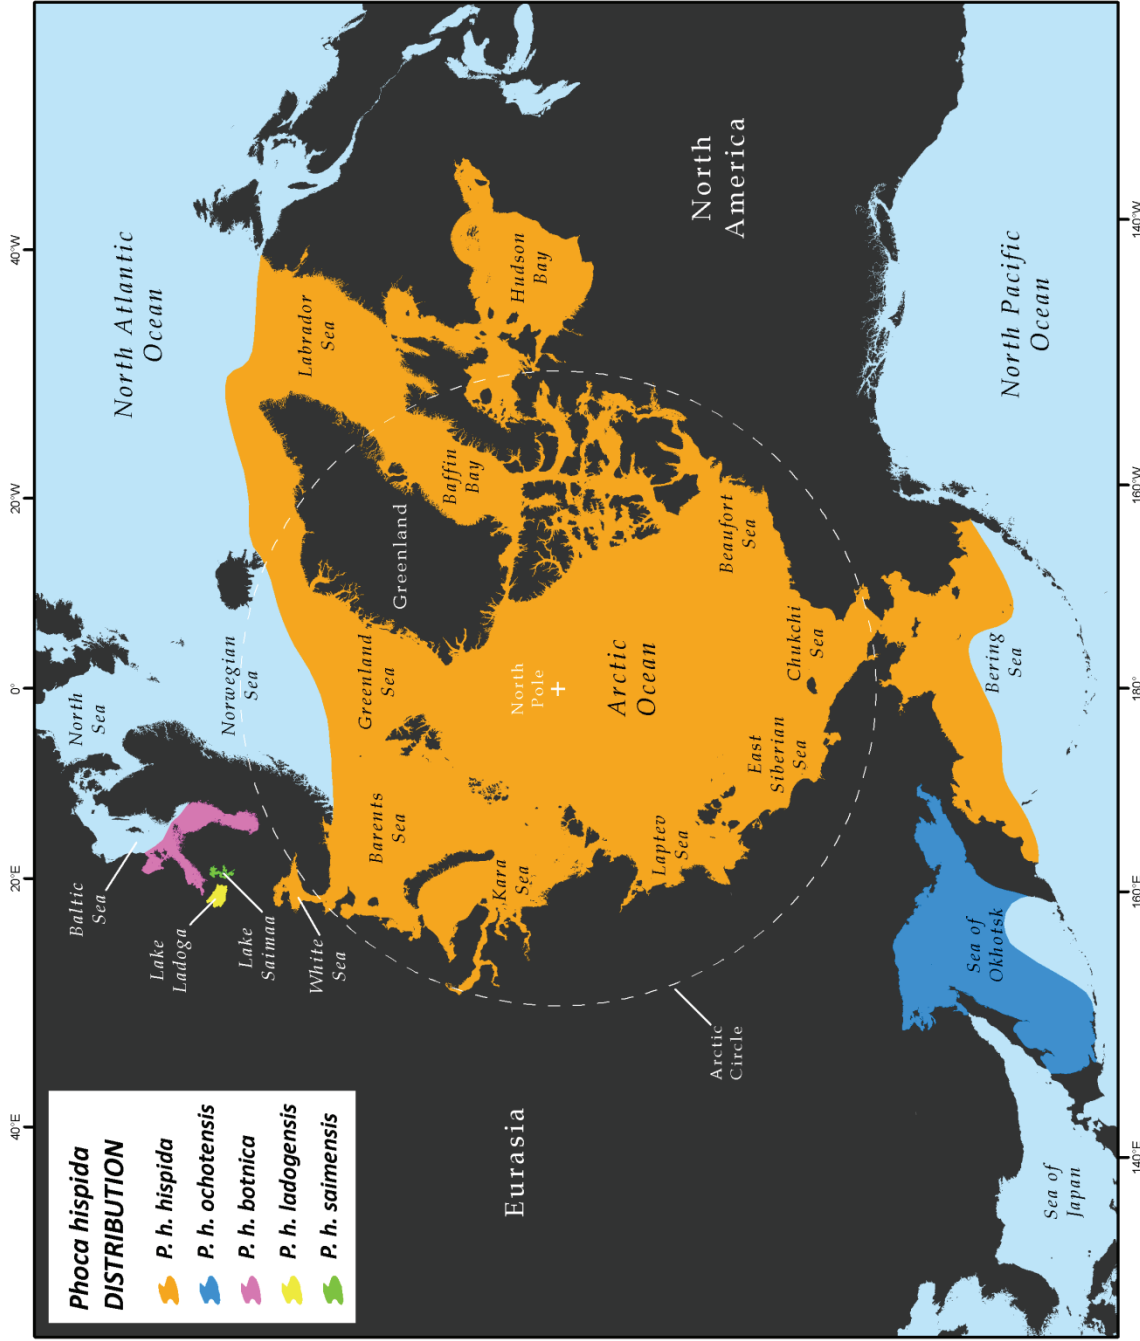 Phoca hispida
DISTRIBUTION
P. h. hispida
P. h. ochotensis
P. h. botnica
P. h. ladogensis
P. h. saimensis
40°E
20°E
0°
20°W
40°W
Baltic
Sea
Lake
Ladoga
Lake
Saimaa
White
Sea
North
Sea
Norwegian
Sea
North Atlantic
Ocean
Labrador
Sea
Greenland
Greenland
Sea
Baffin
Bay
Hudson
Bay
Barents
Sea
Kara
Sea
North
Pole
Arctic
Ocean
Laptev
Sea
East
Siberian
Sea
Chukchi
Sea
Beaufort
Sea
North
America
Eurasia
Arctic
Circle
Bering
Sea
Sea of
Okhotsk
Sea of
Japan
North Pacific
Ocean
140°E
160°E
180°
160°W
140°W